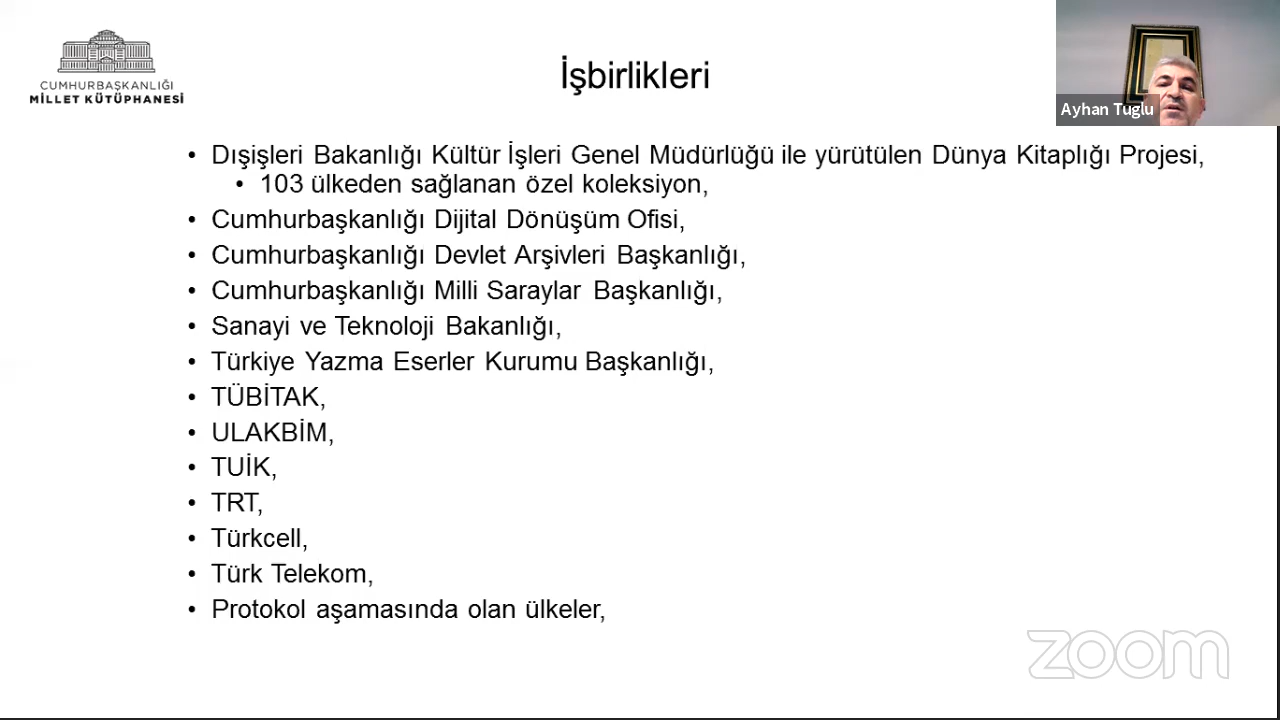 CUMHURBAŞKANLIĞI
MİLLET KÜTÜPHANESİ
İşbirlikleri
Ayhan Tuglu
• Dışişleri Bakanlığı Kültür İşleri Genel Müdürlüğü ile yürütülen Dünya Kitaplığı Projesi,
• 103 ülkeden sağlanan özel koleksiyon,
• Cumhurbaşkanlığı Dijital Dönüşüm Ofisi,
• Cumhurbaşkanlığı Devlet Arşivleri Başkanlığı,
• Cumhurbaşkanlığı Milli Saraylar Başkanlığı,
• Sanayi ve Teknoloji Bakanlığı,
• Türkiye Yazma Eserler Kurumu Başkanlığı,
• TÜBİTAK,
• ULAKBİM,
• TUİK,
• TRT,
• Türkcell,
• Türk Telekom,
• Protokol aşamasında olan ülkeler,
zoom